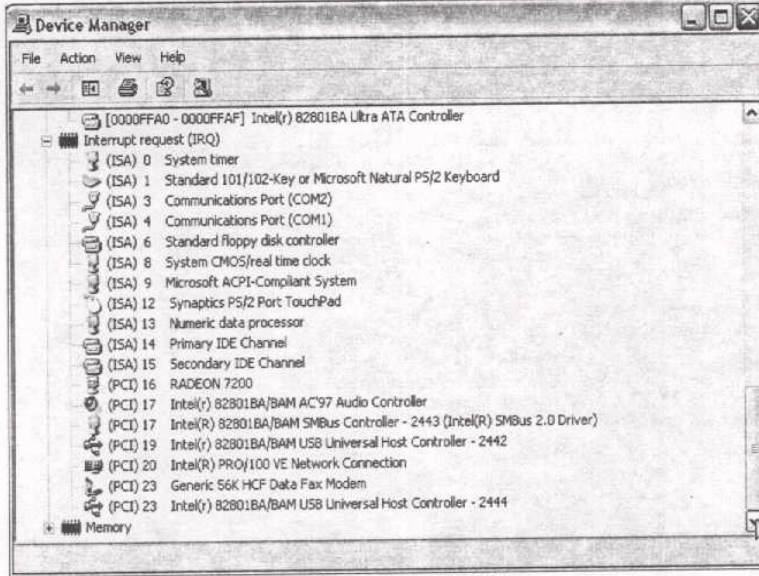 Device Manager
File Action View Help
[0000FFA0 - 0000FFAF] Intel(r) 82801BA Ultra ATA Controller
Interrupt request (IRQ)
(ISA) 0 System timer
(ISA) 1 Standard 101/102-Key or Microsoft Natural PS/2 Keyboard
(ISA) 3 Communications Port (COM2)
(ISA) 4 Communications Port (COM1)
(ISA) 6 Standard floppy disk controller
(ISA) 8 System CMOS/real time clock
(ISA) 9 Microsoft ACPI-Compliant System
(ISA) 12 Synaptics PS/2 Port TouchPad
(ISA) 13 Numeric data processor
(ISA) 14 Primary IDE Channel
(ISA) 15 Secondary IDE Channel
(PCI) 16 RADEON 7200
(PCI) 17 Intel(r) 82801BA/BAM AC'97 Audio Controller
(PCI) 17 Intel(R) 82801BA/BAM SMBus Controller - 2443 (Intel(R) SMBus 2.0 Driver)
(PCI) 19 Intel(r) 82801BA/BAM USB Universal Host Controller - 2442
(PCI) 20 Intel(R) PRO/100 VE Network Connection
(PCI) 23 Generic 56K HCF Data Fax Modem
(PCI) 23 Intel(r) 82801BA/BAM USB Universal Host Controller - 2444
Memory